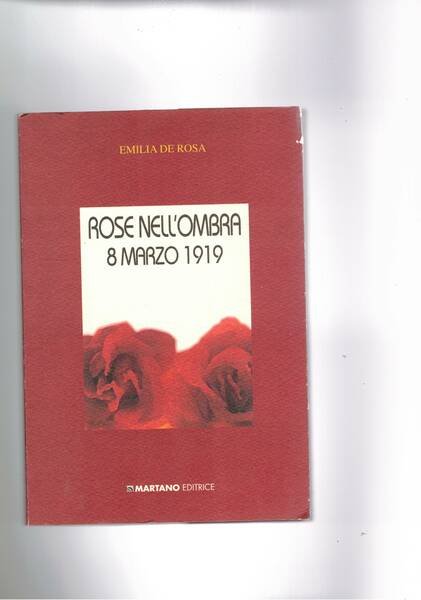 EMILIA DE ROSA
ROSE NELL'OMBRA
8 MARZO 1919
MARTANO EDITRICE